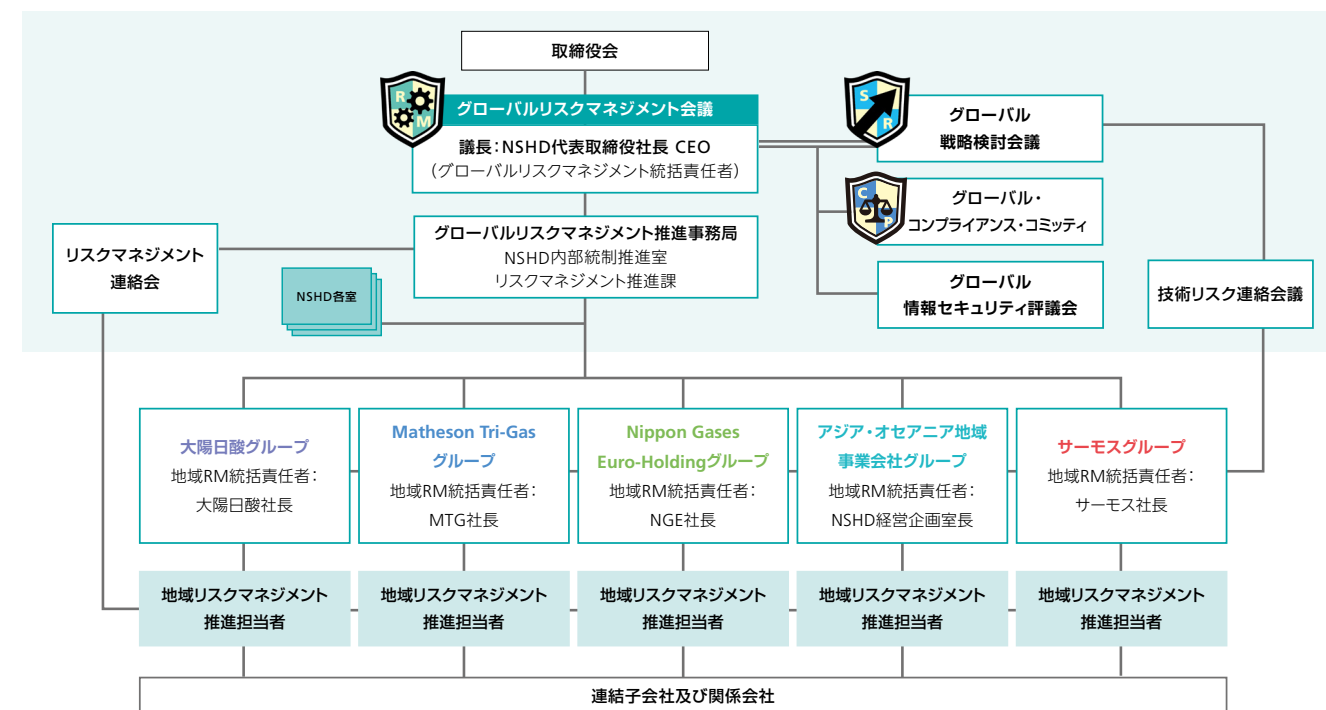 取締役会
R
M
グローバルリスクマネジメント会議
議長：NSHD代表取締役社長 CEO
（グローバルリスクマネジメント統括責任者）
S
R
グローバル
戦略検討会議
C
P
グローバル・
コンプライアンス・コミッティ
グローバル
情報セキュリティ評議会
技術リスク連絡会議
リスクマネジメント
連絡会
グローバルリスクマネジメント推進事務局
NSHD内部統制推進室
リスクマネジメント推進課
NSHD各室
大陽日酸グループ
地域RM統括責任者：
大陽日酸社長
Matheson Tri-Gas
グループ
地域RM統括責任者：
MTG社長
Nippon Gases
Euro-Holdingグループ
地域RM統括責任者：
NGE社長
アジア・オセアニア地域
事業会社グループ
地域RM統括責任者：
NSHD経営企画室長
サーモスグループ
地域RM統括責任者：
サーモス社長
地域リスクマネジメント
推進担当者
地域リスクマネジメント
推進担当者
地域リスクマネジメント
推進担当者
地域リスクマネジメント
推進担当者
地域リスクマネジメント
推進担当者
連結子会社及び関係会社